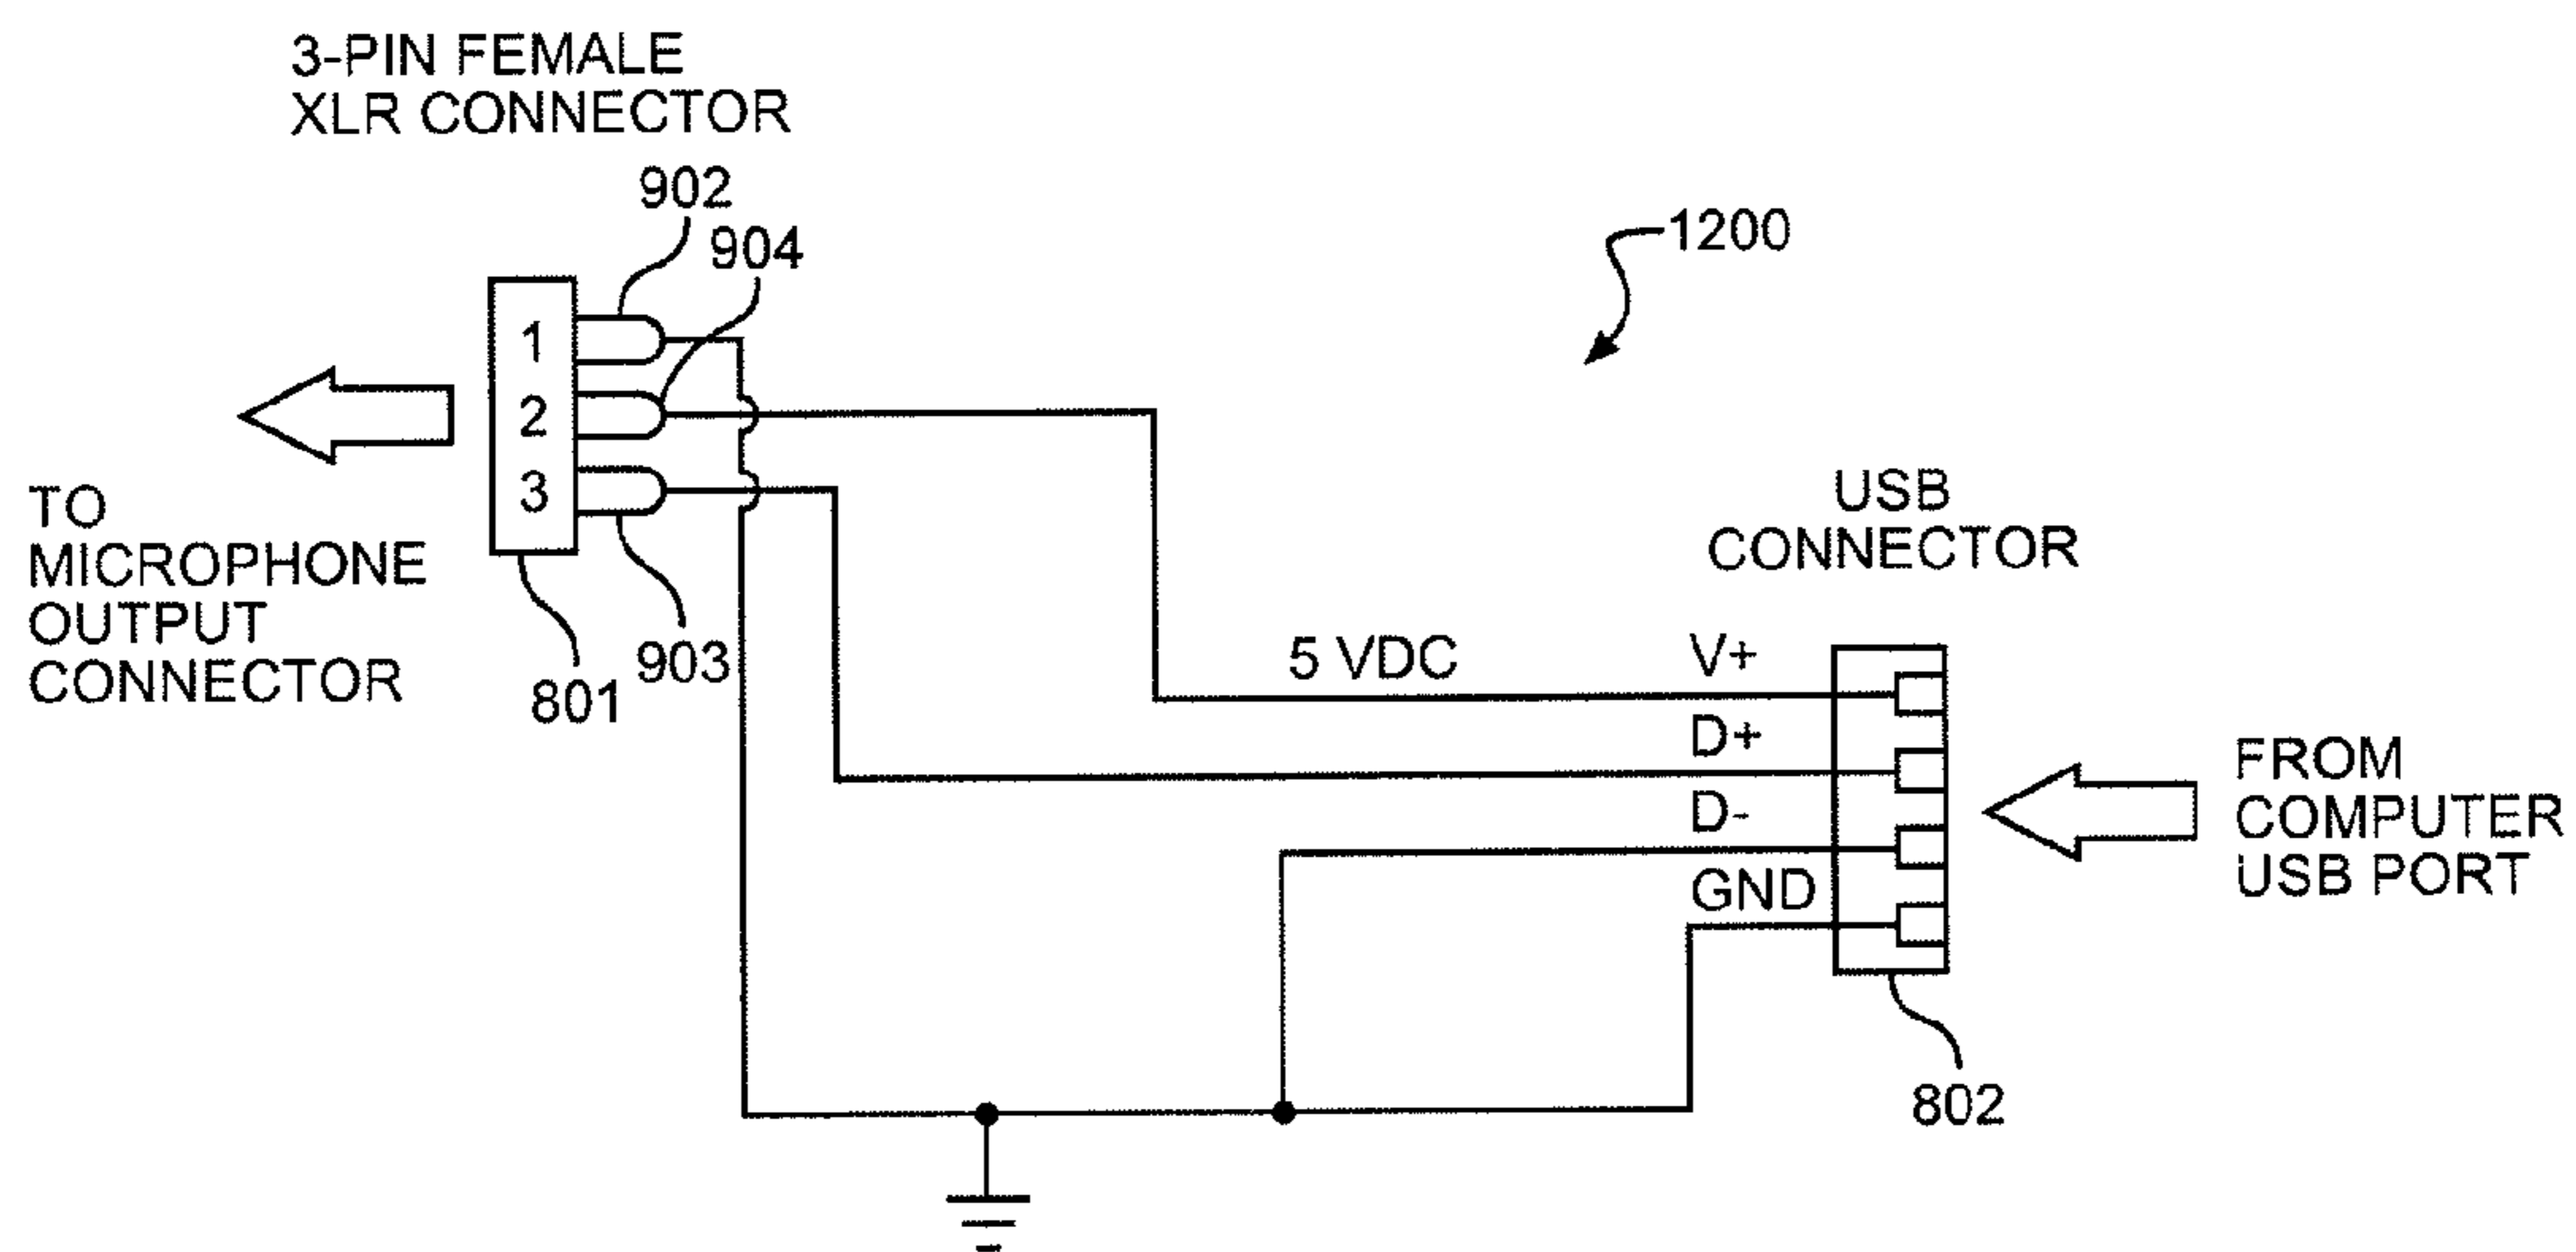 3-PIN FEMALE
XLR CONNECTOR
902
904
1200
1
2
3
TO
MICROPHONE
OUTPUT
CONNECTOR
801
903
USB
CONNECTOR
5 VDC
V+
D+
D-
GND
FROM
COMPUTER
USB PORT
802